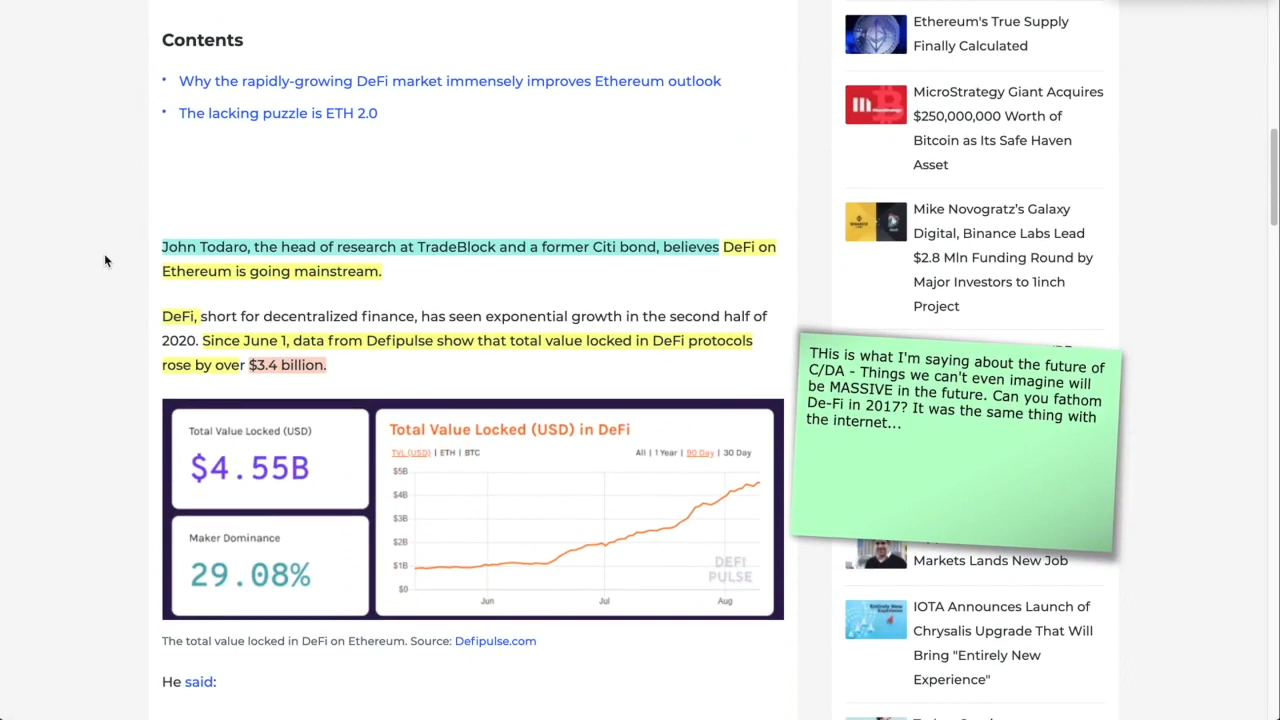 Contents
• Why the rapidly-growing DeFi market immensely improves Ethereum outlook
• The lacking puzzle is ETH 2.0
John Todaro, the head of research at TradeBlock and a former Citi bond, believes DeFi on
Ethereum is going mainstream.
DeFi, short for decentralized finance, has seen exponential growth in the second half of
2020. Since June 1, data from Defipulse show that total value locked in DeFi protocols
rose by over $3.4 billion.
Total Value Locked (USD)
$4.55B
Maker Dominance
29.08%
Total Value Locked (USD) in DeFi
TVL (USD) | ETH | BTC
All | 1 Year | 90 Day | 30 Day
$5B
$4B
$3B
$2B
$1B
$0
Jun
Jul
Aug
DEFI
PULSE
The total value locked in DeFi on Ethereum. Source: Defipulse.com
He said:
Ethereum's True Supply
Finally Calculated
MicroStrategy Giant Acquires
$250,000,000 Worth of
Bitcoin as Its Safe Haven
Asset
Mike Novogratz’s Galaxy
Digital, Binance Labs Lead
$2.8 Mln Funding Round by
Major Investors to 1inch
Project
THis is what I'm saying about the future of
C/DA - Things we can't even imagine will
be MASSIVE in the future. Can you fathom
De-Fi in 2017? It was the same thing with
the internet...
Markets Lands New Job
IOTA Announces Launch of
Chrysalis Upgrade That Will
Bring "Entirely New
Experience"